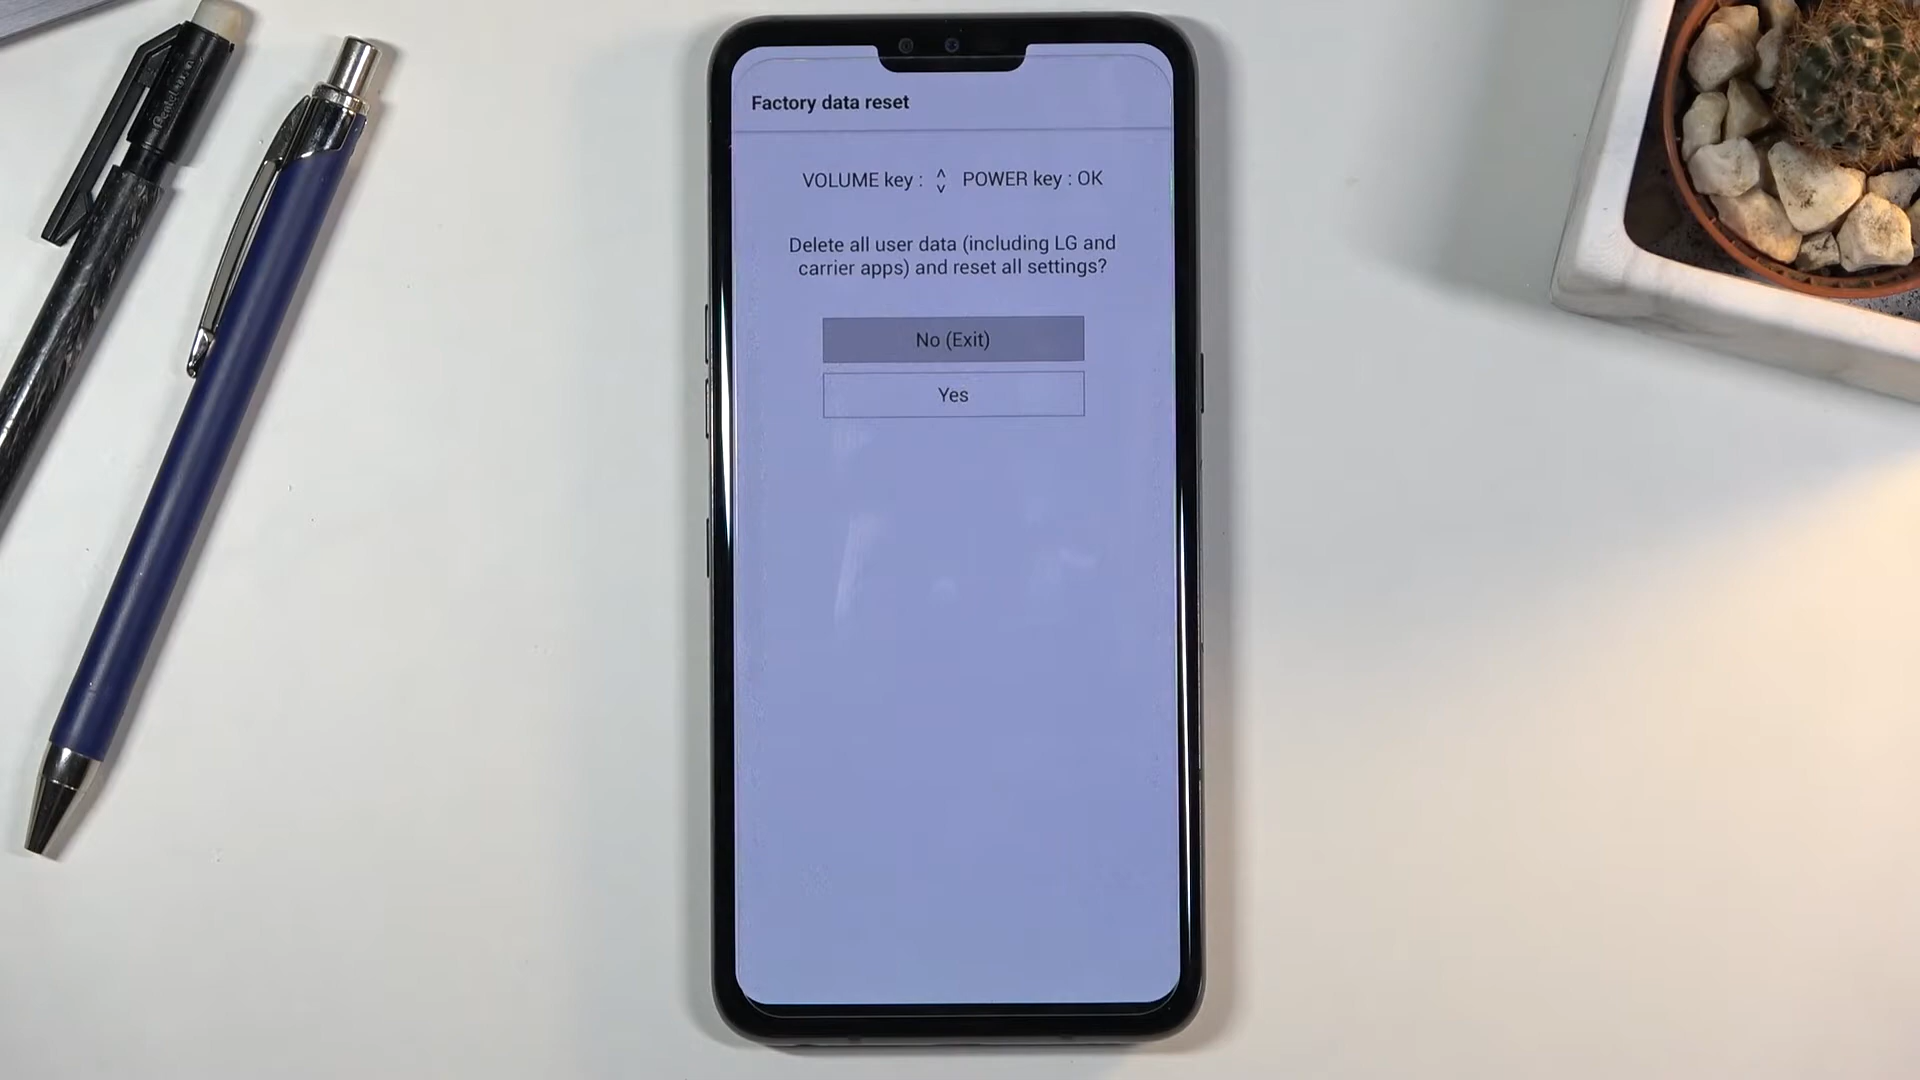 Pentel
Factory data reset
VOLUME key : ^ v POWER key : OK
Delete all user data (including LG and
carrier apps) and reset all settings?
No (Exit)
Yes